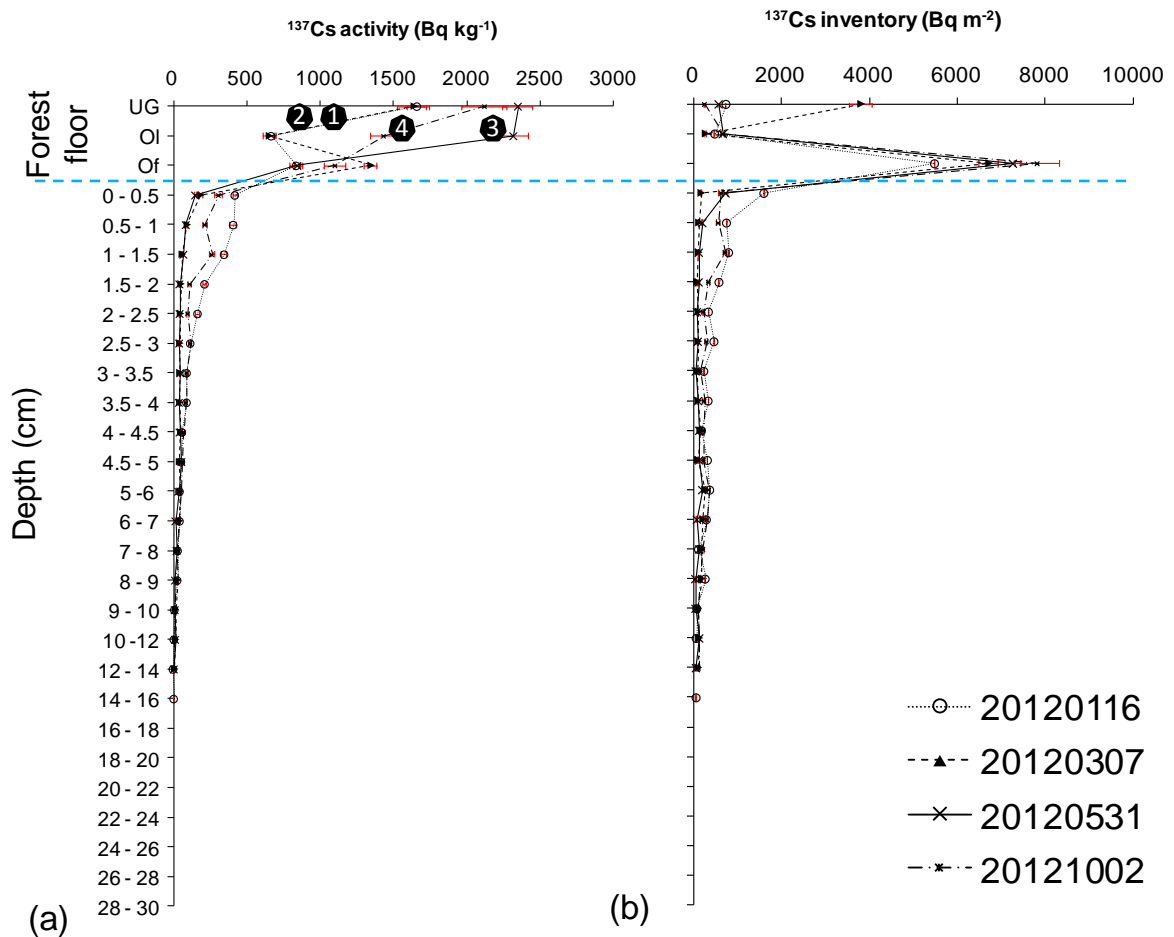 ¹³⁷Cs activity (Bq kg⁻¹)
¹³⁷Cs inventory (Bq m⁻²)
0 500 1000 1500 2000 2500 3000
0 2000 4000 6000 8000 10000
Forest floor
UG
Ol
Of
2 1 4 3
Depth (cm)
0 - 0.5
0.5 - 1
1 - 1.5
1.5 - 2
2 - 2.5
2.5 - 3
3 - 3.5
3.5 - 4
4 - 4.5
4.5 - 5
5 -6
6 - 7
7 - 8
8 - 9
9 - 10
10 -12
12 - 14
14 - 16
16 - 18
18 - 20
20 - 22
22 - 24
24 - 26
26 - 28
28 - 30
20120116
20120307
20120531
20121002
(a)
(b)